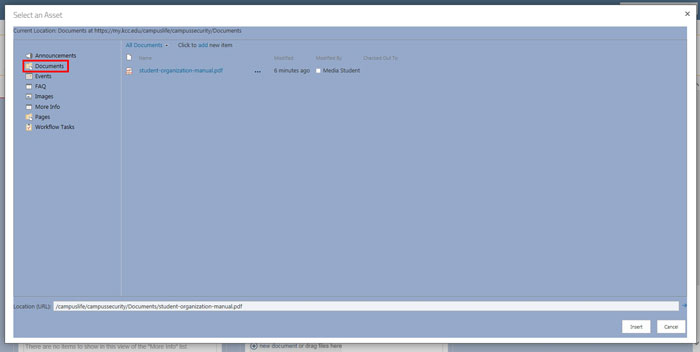 Select an Asset
Current Location: Documents at https://my.kcc.edu/campuslife/campussecurity/Documents
Announcements
Documents
Events
FAQ
Images
More Info
Pages
Workflow Tasks
All Documents Click to add new item
Name Modified Modified By Checked Out To
student-organization-manual.pdf ... 6 minutes ago Media Student
Location (URL): /campuslife/campussecurity/Documents/student-organization-manual.pdf
Insert Cancel
There are no items to show in this view of the "More Info" list.
new document or drag files here